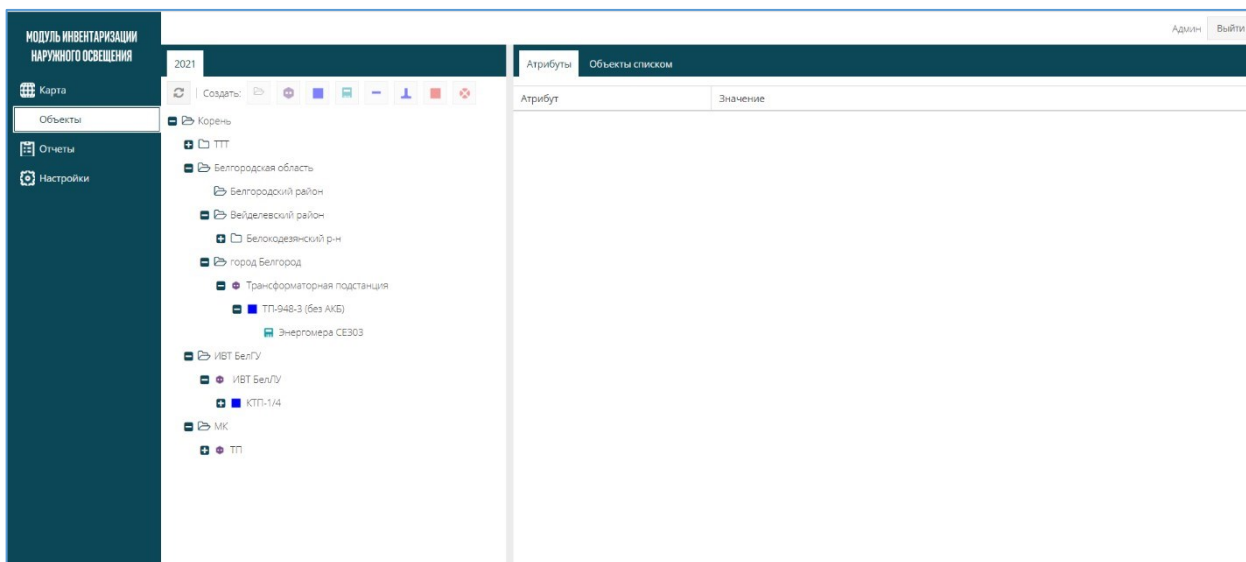 МОДУЛЬ ИНВЕНТАРИЗАЦИИ
НАРУЖНОГО ОСВЕЩЕНИЯ
Карта
Объекты
Отчеты
Настройки
Админ Выйти
2021
Создать:
Корень
ТТТ
Белгородская область
Белгородский район
Вейделевский район
Белокодезянский р-н
город Белгород
Трансформаторная подстанция
ТП-948-3 (без АКБ)
Энергомера СЕ303
ИВТ БелГУ
ИВТ БелЛУ
КТП-1/4
МК
ТП
Атрибуты Объекты списком
Атрибут Значение